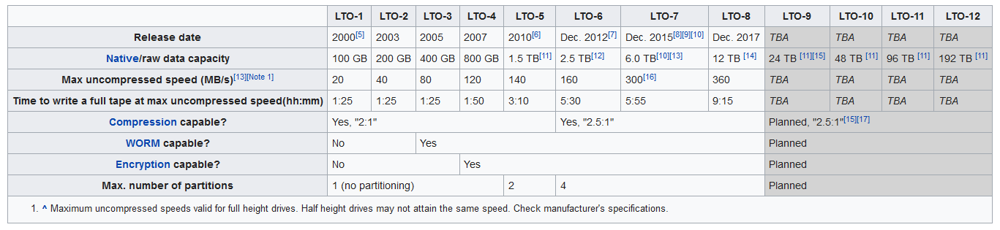 LTO-1 LTO-2 LTO-3 LTO-4 LTO-5 LTO-6 LTO-7 LTO-8 LTO-9 LTO-10 LTO-11 LTO-12
Release date 2000[5] 2003 2005 2007 2010[6] Dec. 2012[7] Dec. 2015[8][9][10] Dec. 2017 TBA TBA TBA TBA
Native/raw data capacity 100 GB 200 GB 400 GB 800 GB 1.5 TB[11] 2.5 TB[12] 6.0 TB[10][13] 12 TB [14] 24 TB [11][15] 48 TB [11] 96 TB [11] 192 TB [11]
Max uncompressed speed (MB/s)[13][Note 1] 20 40 80 120 140 160 300[16] 360 TBA TBA TBA TBA
Time to write a full tape at max uncompressed speed(hh:mm) 1:25 1:25 1:25 1:50 3:10 5:30 5:55 9:15 TBA TBA TBA TBA
Compression capable? Yes, "2:1" Yes, "2.5:1" Planned, "2.5:1"[15][17]
WORM capable? No Yes Planned
Encryption capable? No Yes Planned
Max. number of partitions 1 (no partitioning) 2 4 Planned
1. ^ Maximum uncompressed speeds valid for full height drives. Half height drives may not attain the same speed. Check manufacturer's specifications.